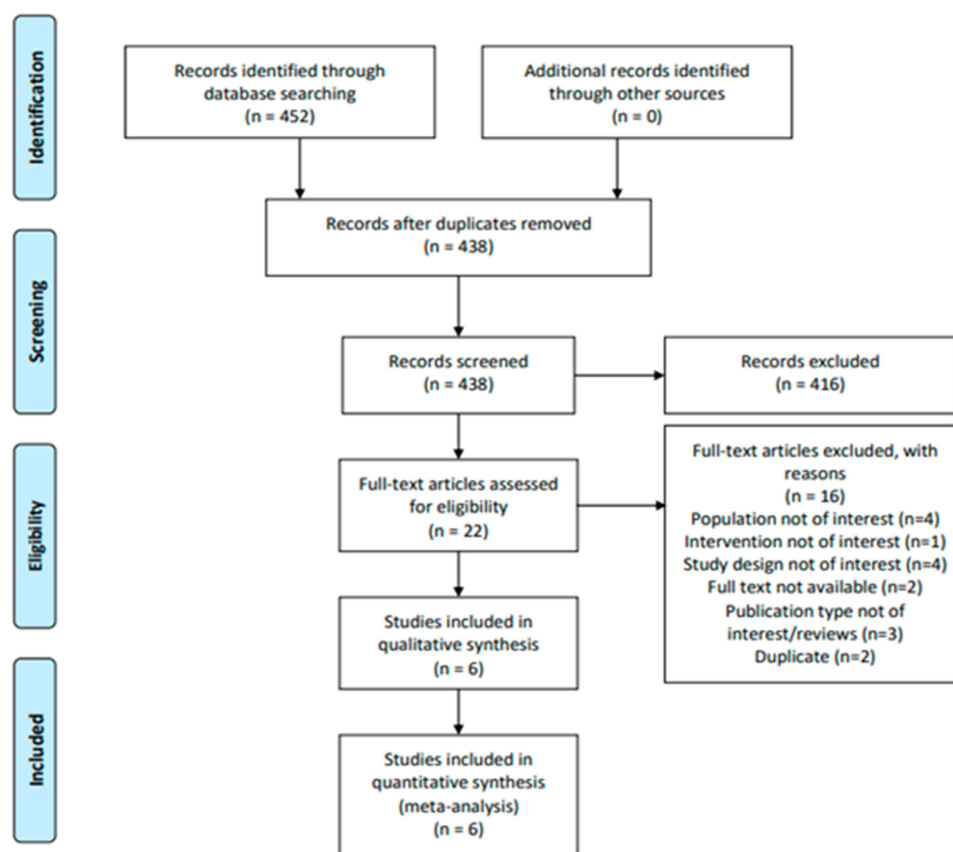 Identification
Records identified through
database searching
(n = 452)
Additional records identified
through other sources
(n = 0)
Records after duplicates removed
(n = 438)
Screening
Records screened
(n = 438)
Records excluded
(n = 416)
Eligibility
Full-text articles assessed
for eligibility
(n = 22)
Full-text articles excluded, with
reasons
(n = 16)
Population not of interest (n=4)
Intervention not of interest (n=1)
Study design not of interest (n=4)
Full text not available (n=2)
Publication type not of
interest/reviews (n=3)
Duplicate (n=2)
Studies included in
qualitative synthesis
(n = 6)
Included
Studies included in
quantitative synthesis
(meta-analysis)
(n = 6)